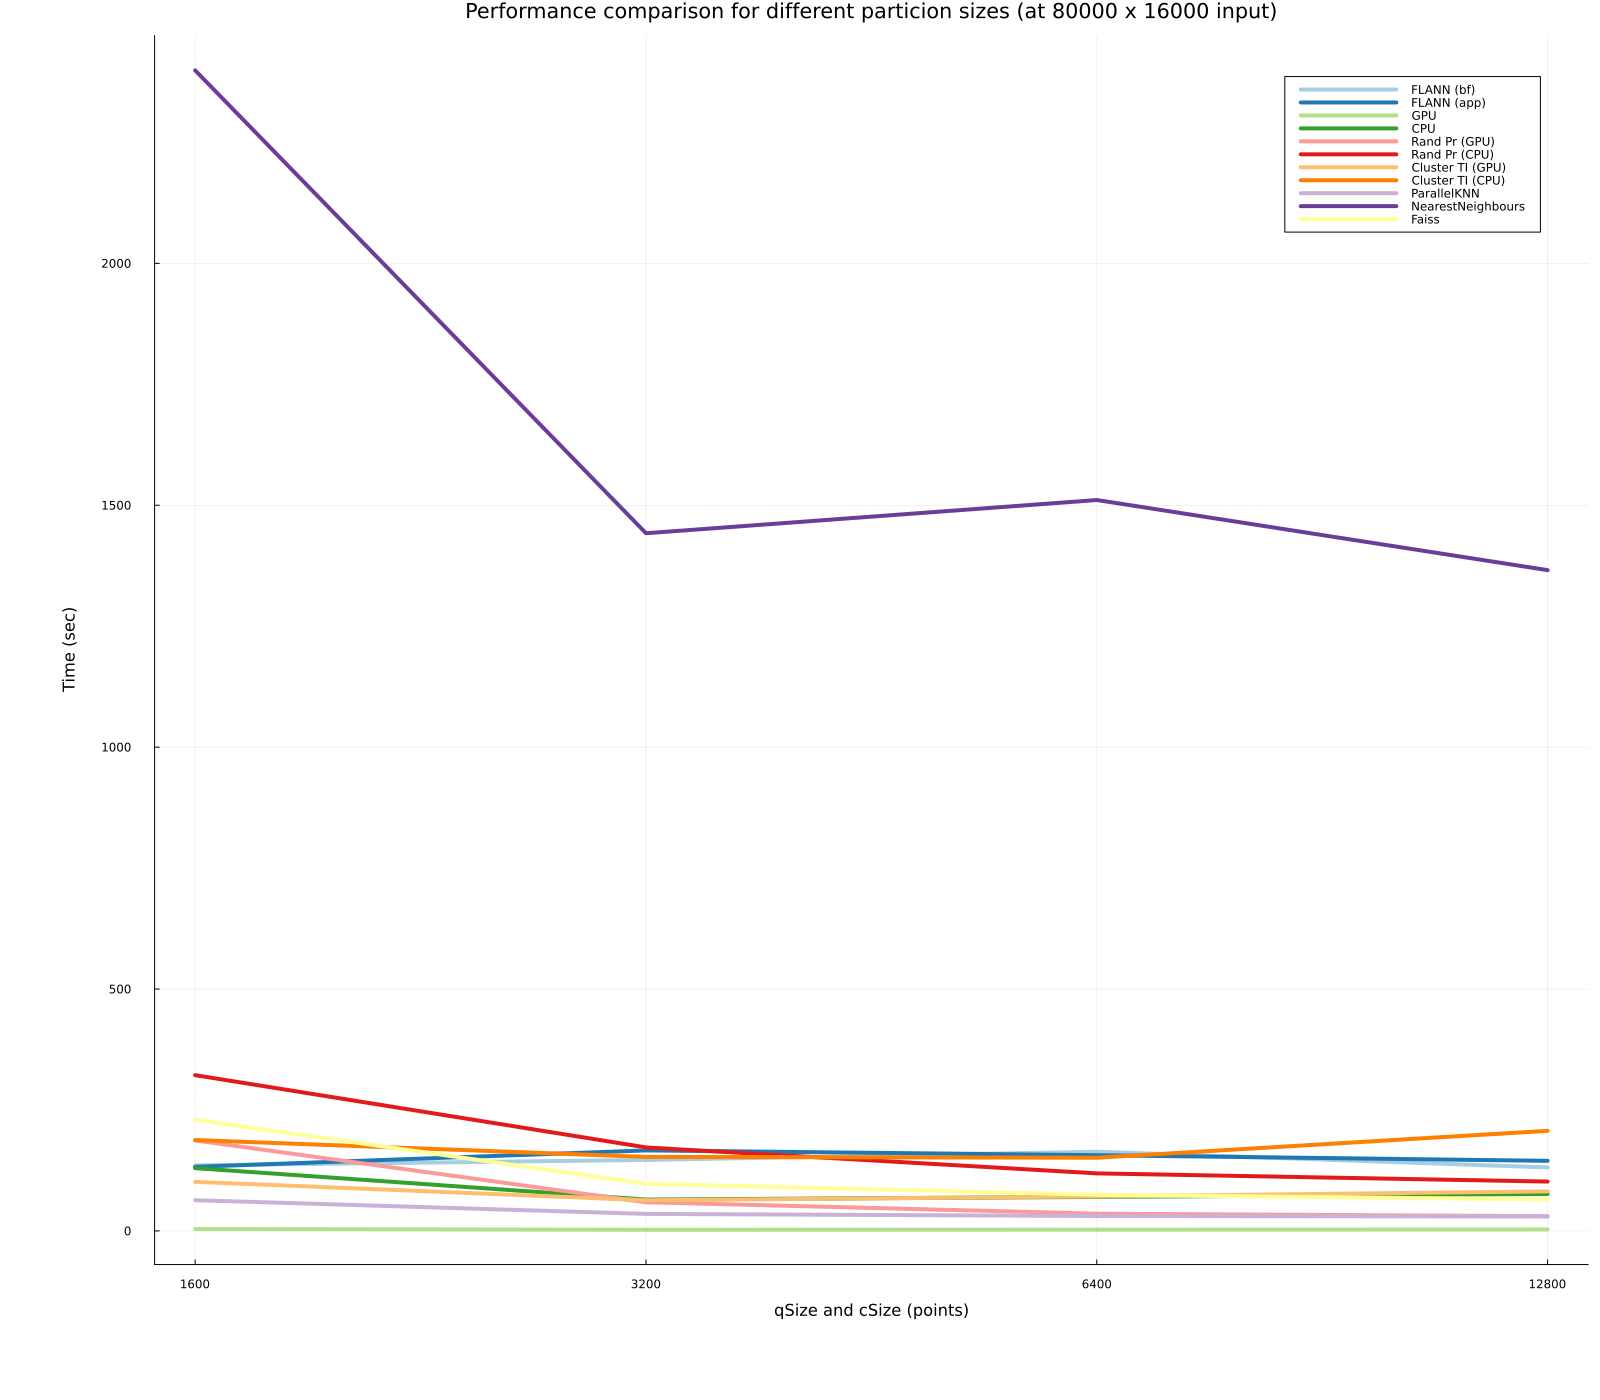 Performance comparison for different particion sizes (at 80000 x 16000 input)
FLANN (bf)
FLANN (app)
GPU
CPU
Rand Pr (GPU)
Rand Pr (CPU)
Cluster TI (GPU)
Cluster TI (CPU)
ParallelKNN
NearestNeighbours
Faiss
2000
1500
1000
500
0
Time (sec)
1600 3200 6400 12800
qSize and cSize (points)